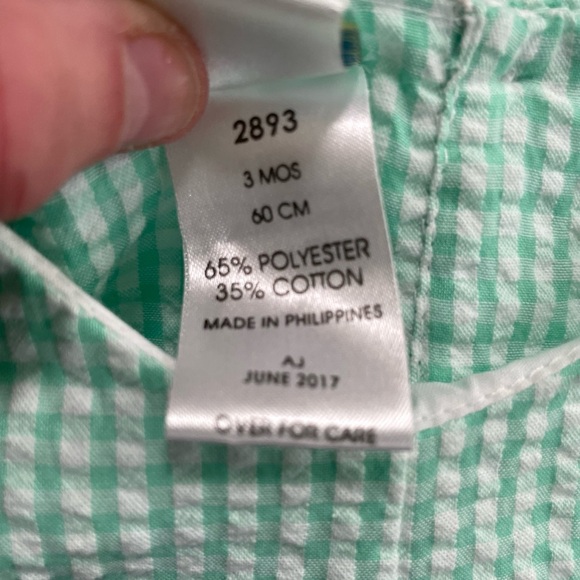 2893
3 MOS
60 CM
65% POLYESTER
35% COTTON
MADE IN PHILIPPINES
AJ
JUNE 2017
OVER FOR CARE